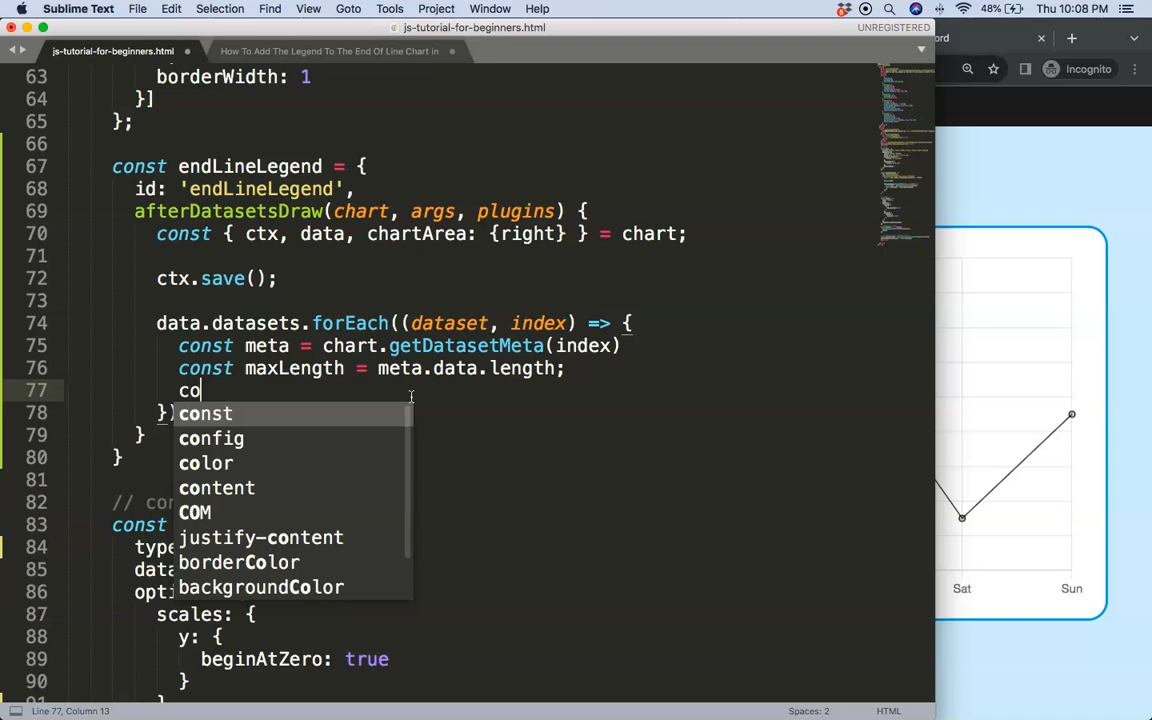 Sublime Text File Edit Selection Find View Goto Tools Project Window Help 48% Thu 10:08 PM
js-tutorial-for-beginners.html UNREGISTERED
js-tutorial-for-beginners.html How To Add The Legend To The End Of Line Chart in ord
Incognito
63 borderWidth: 1
64 }]
65 };
66
67 const endLineLegend = {
68 id: 'endLineLegend',
69 afterDatasetsDraw(chart, args, plugins) {
70 const { ctx, data, chartArea: {right} } = chart;
71
72 ctx.save();
73
74 data.datasets.forEach((dataset, index) => {
75 const meta = chart.getDatasetMeta(index)
76 const maxLength = meta.data.length;
77 co
78 })
79 }
80 }
81
82 // con
83 const
84 type
85 data
86 opti
87 scales: {
88 y: {
89 beginAtZero: true
90 }
91 }
const
config
color
content
COM
justify-content
borderColor
backgroundColor
Sat Sun
Line 77, Column 13 Spaces: 2 HTML